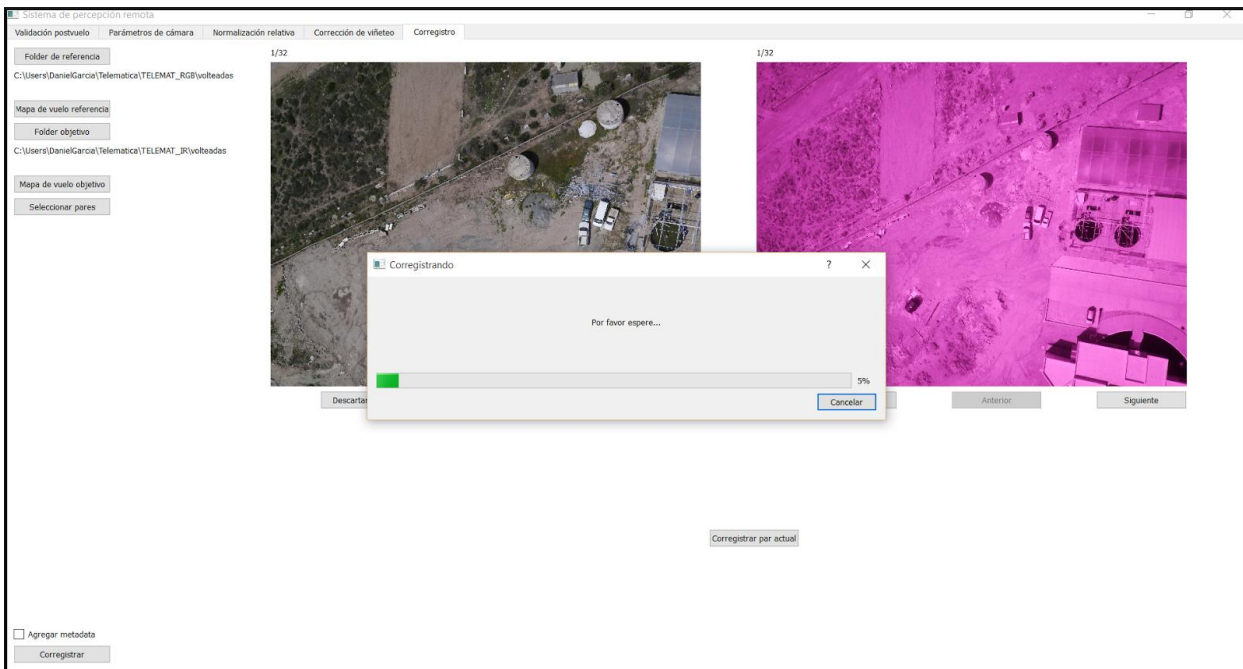 Sistema de percepción remota
Validación postvuelo Parámetros de cámara Normalización relativa Corrección de viñeteo Corregistro
Folder de referencia
C:\Users\DanielGarcia\Telematica\TELEMAT_RGB\volteadas
Mapa de vuelo referencia
Folder objetivo
C:\Users\DanielGarcia\Telematica\TELEMAT_IR\volteadas
Mapa de vuelo objetivo
Seleccionar pares
1/32
1/32
Corregistrando
Por favor espere...
5%
Cancelar
Descartar
Anterior
Siguiente
Corregistrar par actual
Agregar metadata
Corregistrar